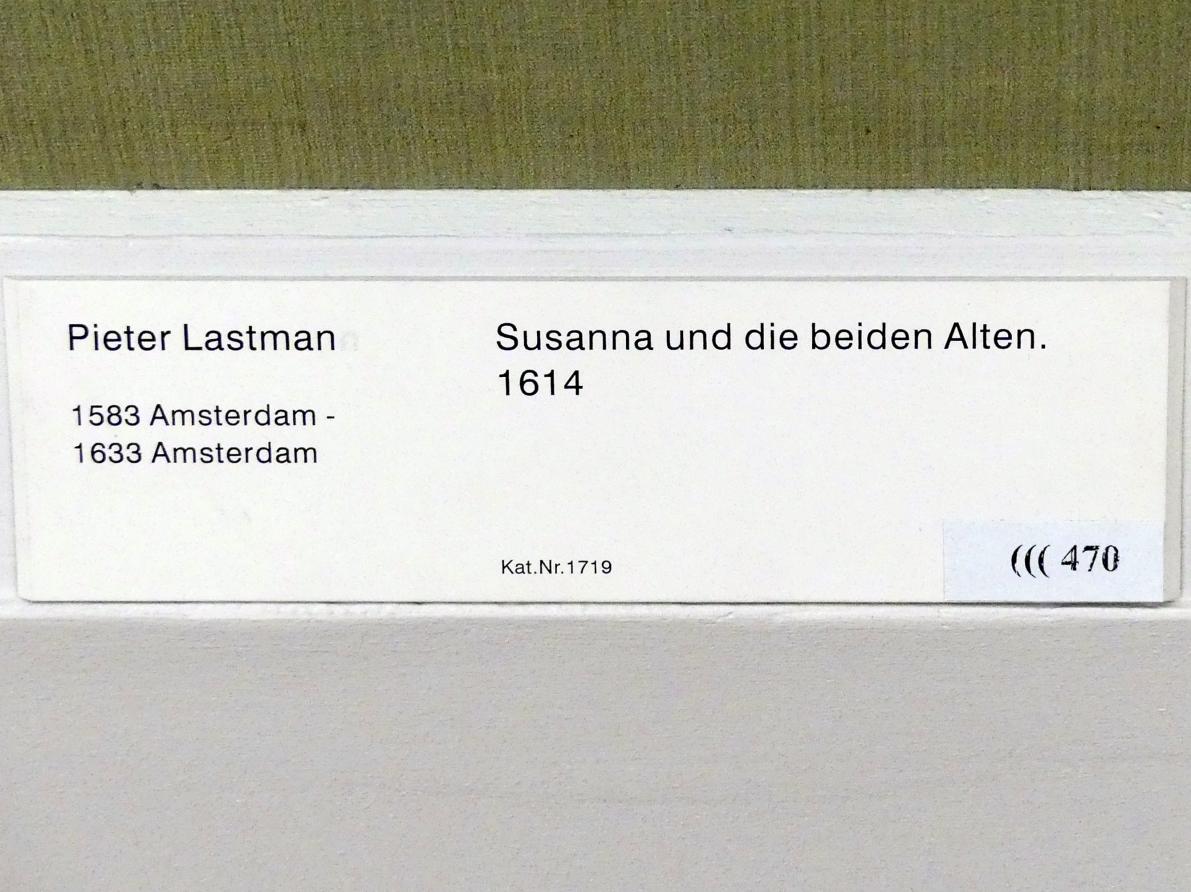 Pieter Lastman
1583 Amsterdam -
1633 Amsterdam
Susanna und die beiden Alten.
1614
Kat.Nr.1719
((( 470